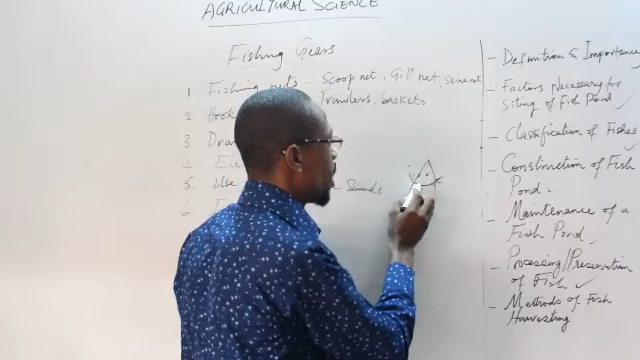 AGRICULTURAL SCIENCE
Fishing Gears
1 Fishing nets - Scoop net, Gill net, seine net
Trawlers, baskets
2 Hook
3
5 Use
- Sounds
6
- Definition & Importance
- Factors Necessary for
Siting of Fish Pond ✓
- Classification of Fishes ✓
- Construction of Fish
Pond ✓
- Maintenance of a
Fish Pond ✓
- Processing/Preservation
of Fish ✓
- Methods of Fish
Harvesting